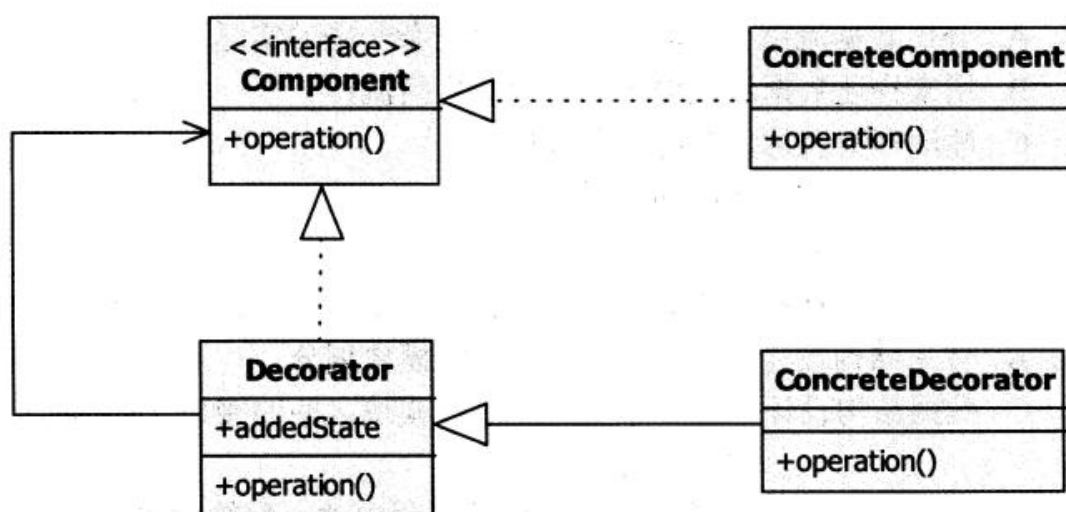 <<interface>>
Component
+operation()
ConcreteComponent
+operation()
Decorator
+addedState
+operation()
ConcreteDecorator
+operation()